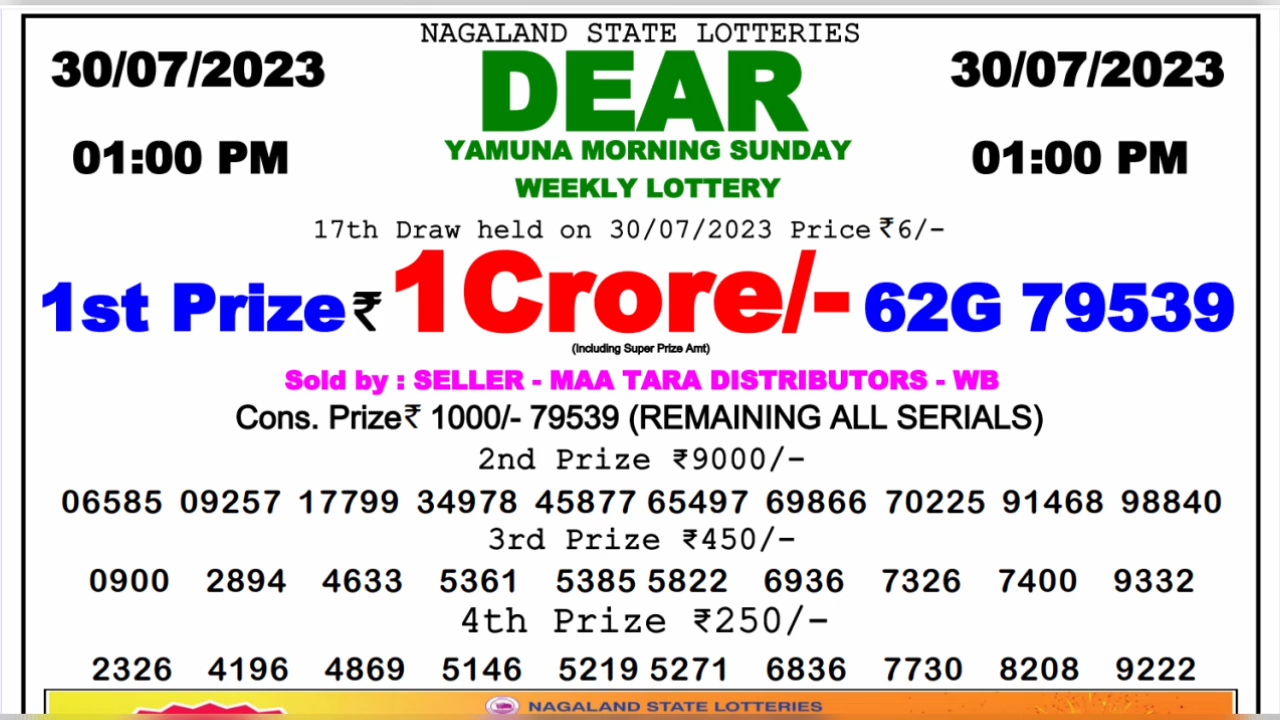 NAGALAND STATE LOTTERIES
30/07/2023 DEAR 30/07/2023
01:00 PM YAMUNA MORNING SUNDAY 01:00 PM
WEEKLY LOTTERY
17th Draw held on 30/07/2023 Price ₹6/-
1st Prize ₹ 1Crore/- 62G 79539
(Including Super Prize Amt)
Sold by : SELLER - MAA TARA DISTRIBUTORS - WB
Cons. Prize₹ 1000/- 79539 (REMAINING ALL SERIALS)
2nd Prize ₹9000/-
06585 09257 17799 34978 45877 65497 69866 70225 91468 98840
3rd Prize ₹450/-
0900 2894 4633 5361 5385 5822 6936 7326 7400 9332
4th Prize ₹250/-
2326 4196 4869 5146 5219 5271 6836 7730 8208 9222
NAGALAND STATE LOTTERIES